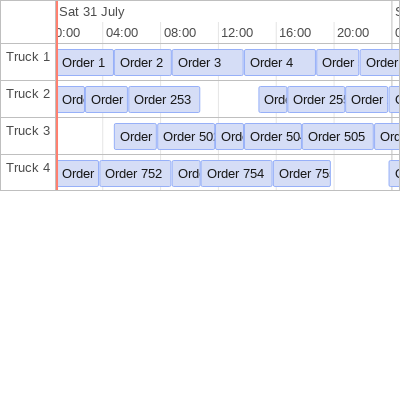 Sat 31 July
0:00 04:00 08:00 12:00 16:00 20:00
Truck 1 Order 1 Order 2 Order 3 Order 4 Order Order
Truck 2 Ord Order Order 253 Ord Order 25 Order
Truck 3 Order Order 50 Ord Order 50 Order 505 Ord
Truck 4 Order Order 752 Ord Order 754 Order 75